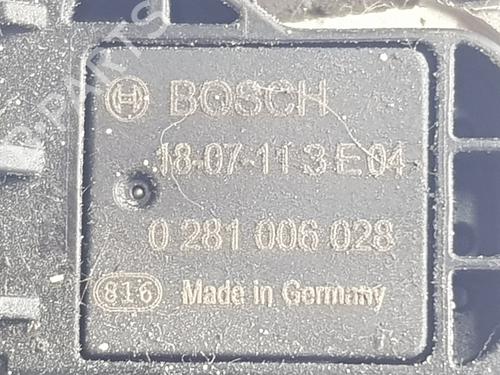 BOSCH
18-07-11 3 E 04
0 281 006 028
816 Made in Germany